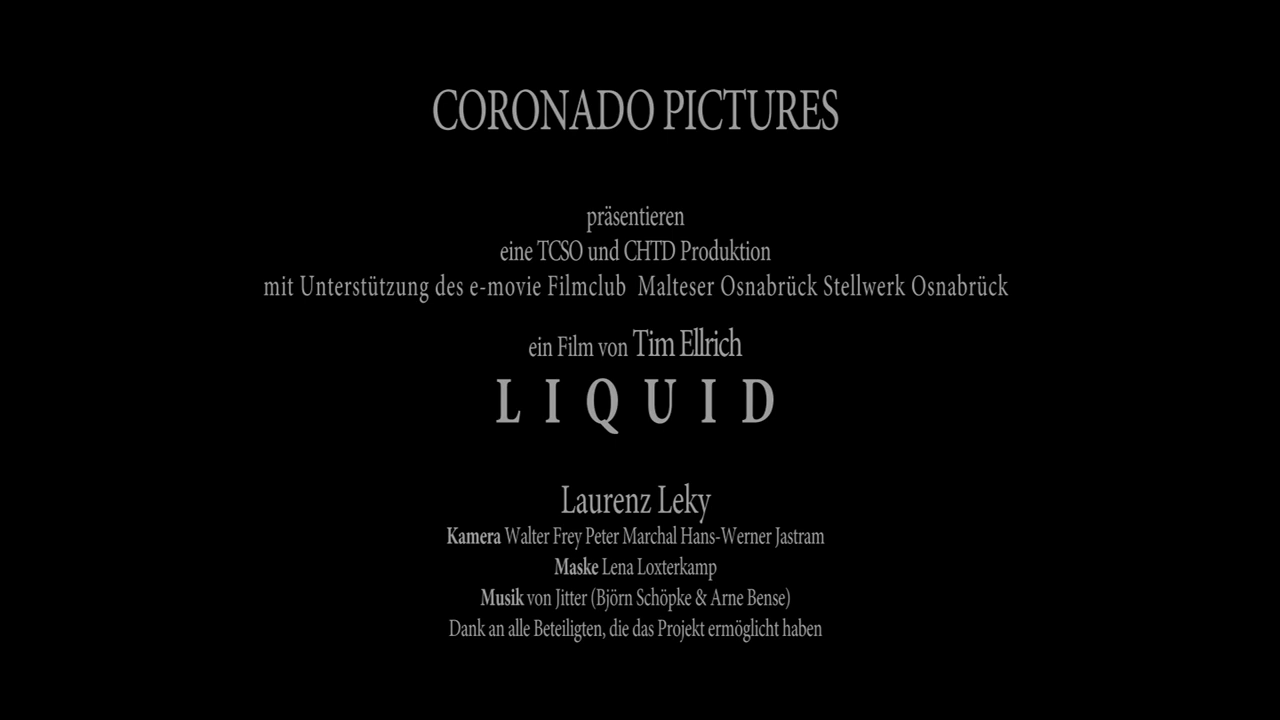 CORONADO PICTURES
präsentieren
eine TCSO und CHTD Produktion
mit Unterstützung des e-movie Filmclub  Malteser Osnabrück Stellwerk Osnabrück
ein Film von Tim Ellrich
L I Q U I D
Laurenz Leky
Kamera Walter Frey Peter Marchal Hans-Werner Jastram
Maske Lena Loxterkamp
Musik von Jitter (Björn Schöpke & Arne Bense)
Dank an alle Beteiligten, die das Projekt ermöglicht haben